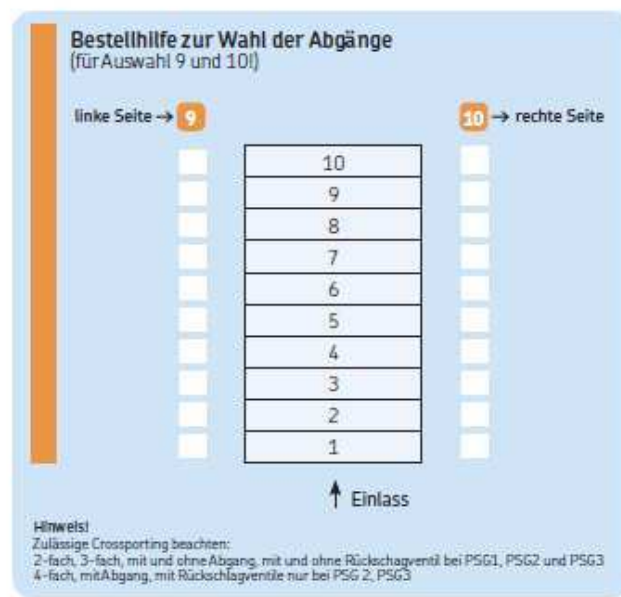 Bestellhilfe zur Wahl der Abgänge
(für Auswahl 9 und 10!)
linke Seite → 9
10 → rechte Seite
10
9
8
7
6
5
4
3
2
1
↑ Einlass
Hinweis!
Zulässige Crossporting beachten:
2-fach, 3-fach, mit und ohne Abgang, mit und ohne Rückschagventil bei PSG1, PSG2 und PSG3
4-fach, mit Abgang, mit Rückschlagventile nur bei PSG 2, PSG3